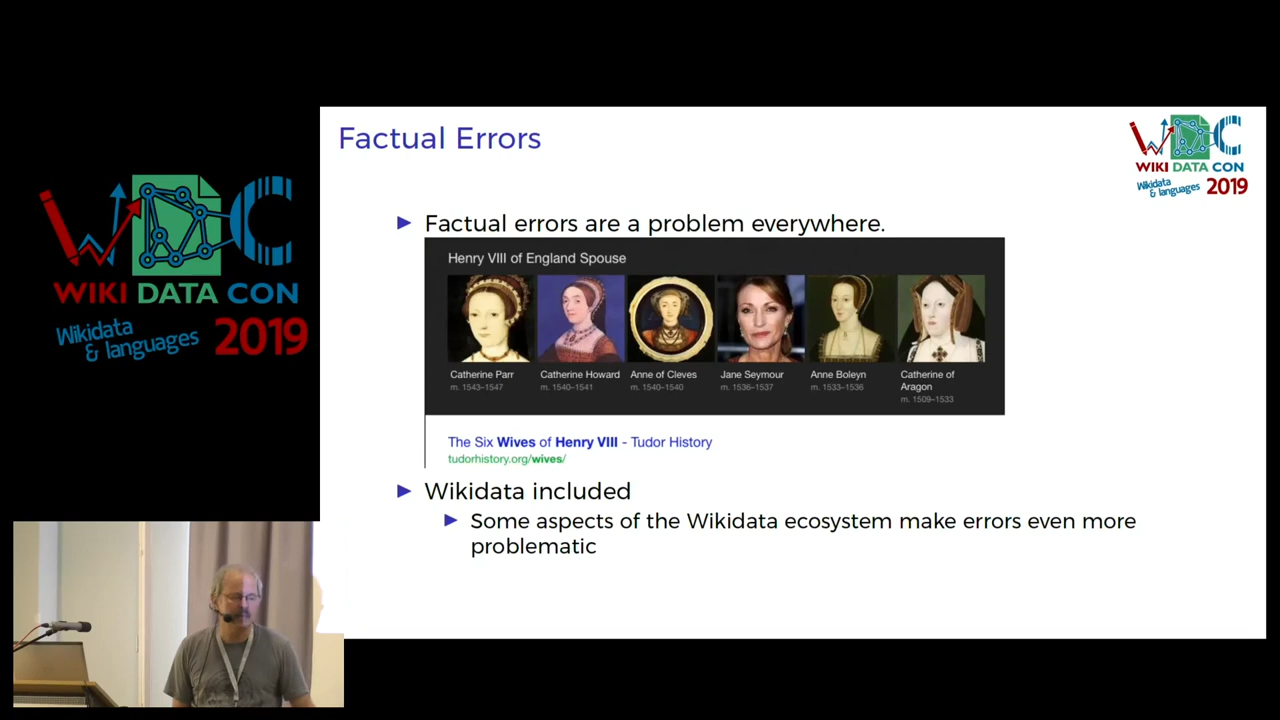 WIKI DATA CON
Wikidata
& languages 2019
Factual Errors
WIKI DATA CON
Wikidata
& languages 2019
▶ Factual errors are a problem everywhere.
Henry VIII of England Spouse
Catherine Parr
m. 1543–1547
Catherine Howard
m. 1540–1541
Anne of Cleves
m. 1540–1540
Jane Seymour
m. 1536–1537
Anne Boleyn
m. 1533–1536
Catherine of
Aragon
m. 1509–1533
The Six Wives of Henry VIII - Tudor History
tudorhistory.org/wives/
▶ Wikidata included
▶ Some aspects of the Wikidata ecosystem make errors even more
problematic